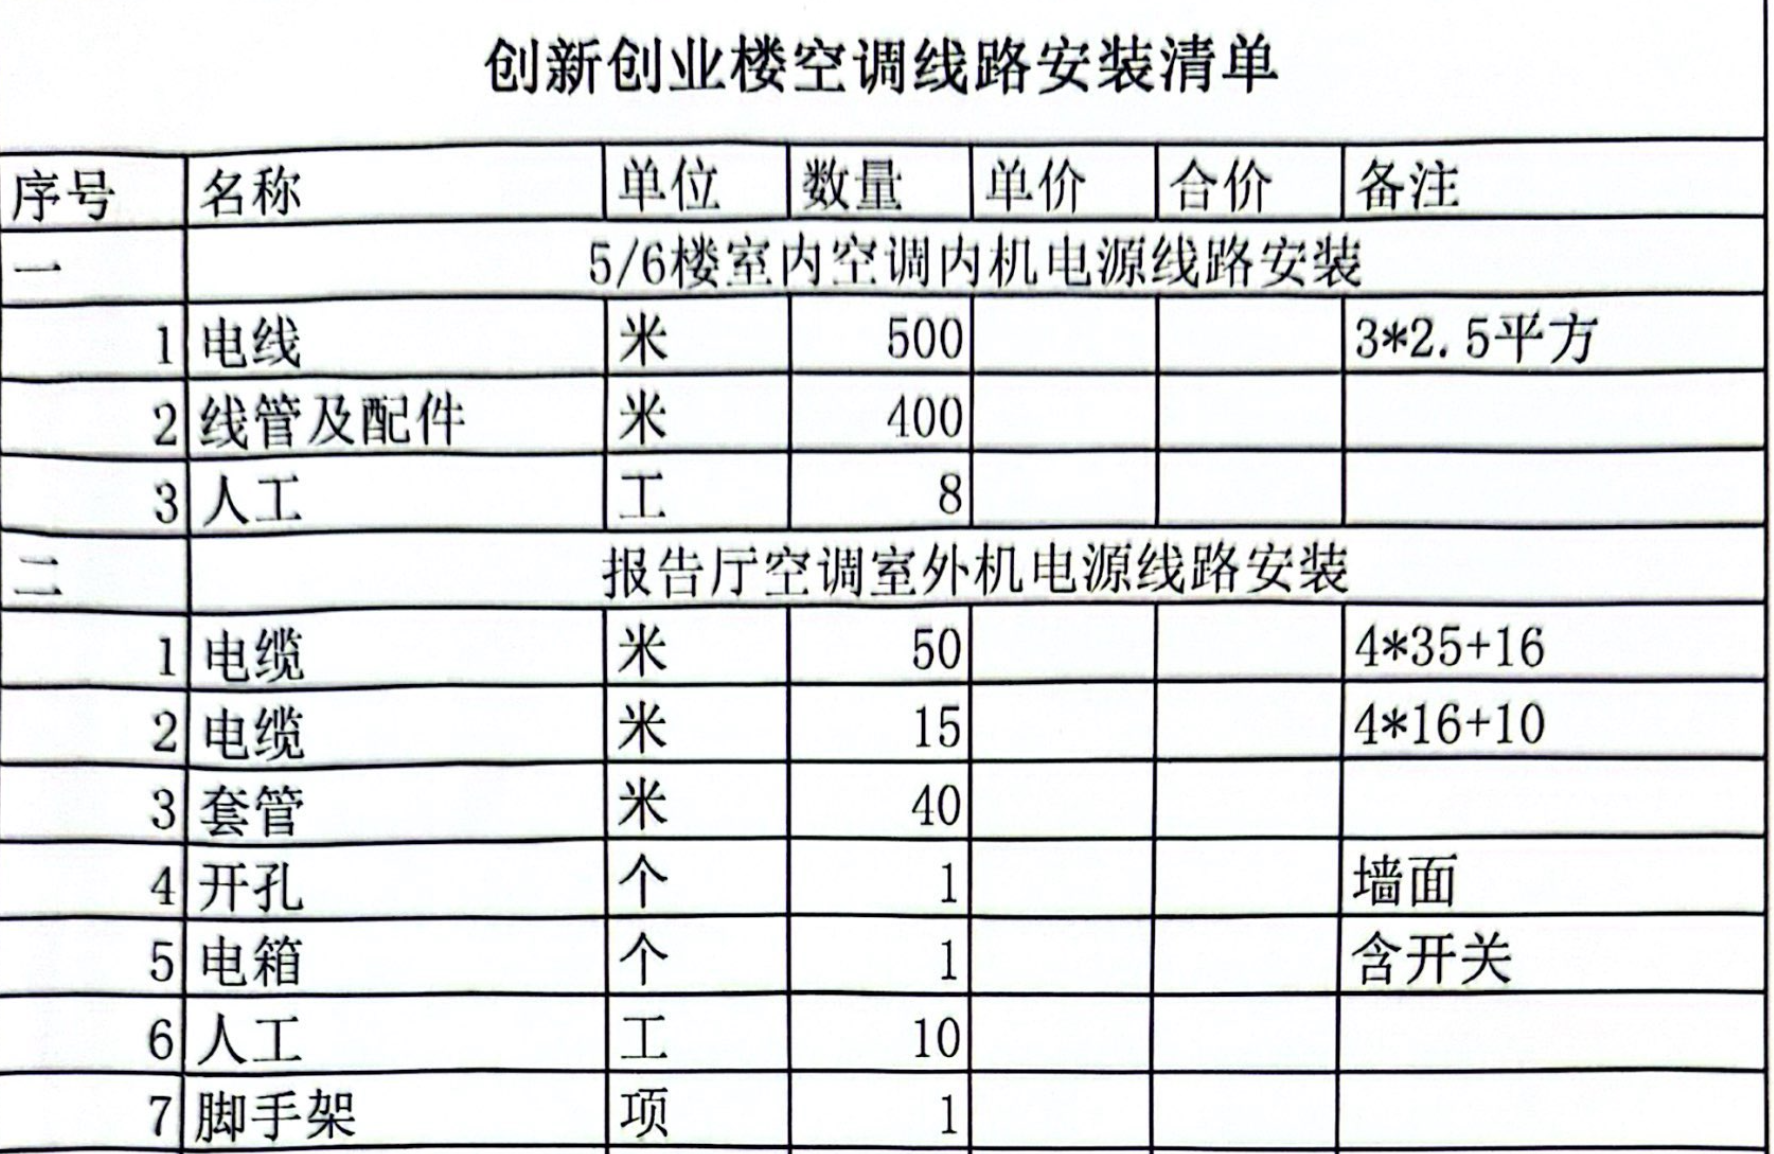 创新创业楼空调线路安装清单
序号 名称 单位 数量 单价 合价 备注
一 5/6楼室内空调内机电源线路安装
1 电线 米 500 3*2.5平方
2 线管及配件 米 400
3 人工 工 8
二 报告厅空调室外机电源线路安装
1 电缆 米 50 4*35+16
2 电缆 米 15 4*16+10
3 套管 米 40
4 开孔 个 1 墙面
5 电箱 个 1 含开关
6 人工 工 10
7 脚手架 项 1